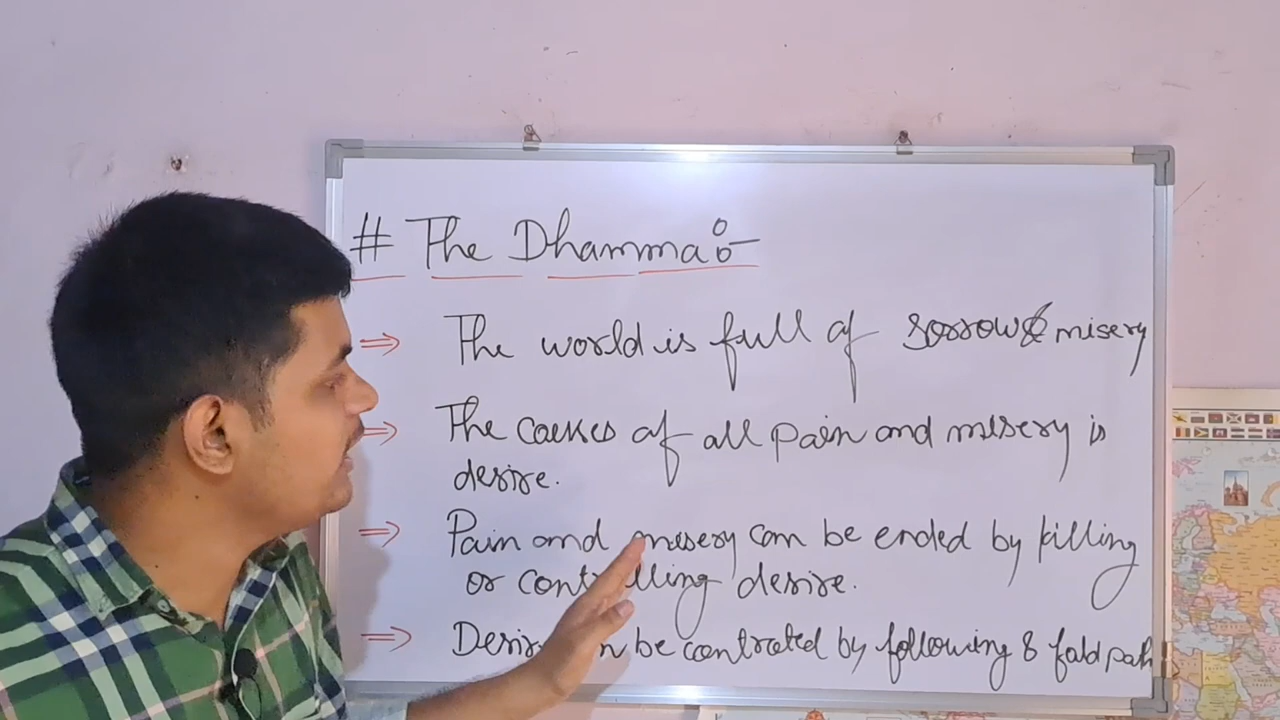 # The Dhamma :-
⇒ The world is full of sorrow & misery
⇒ The causes of all pain and misery is
desire.
⇒ Pain and misery can be ended by killing
or controlling desire.
⇒ Desire can be controled by following 8 fold path